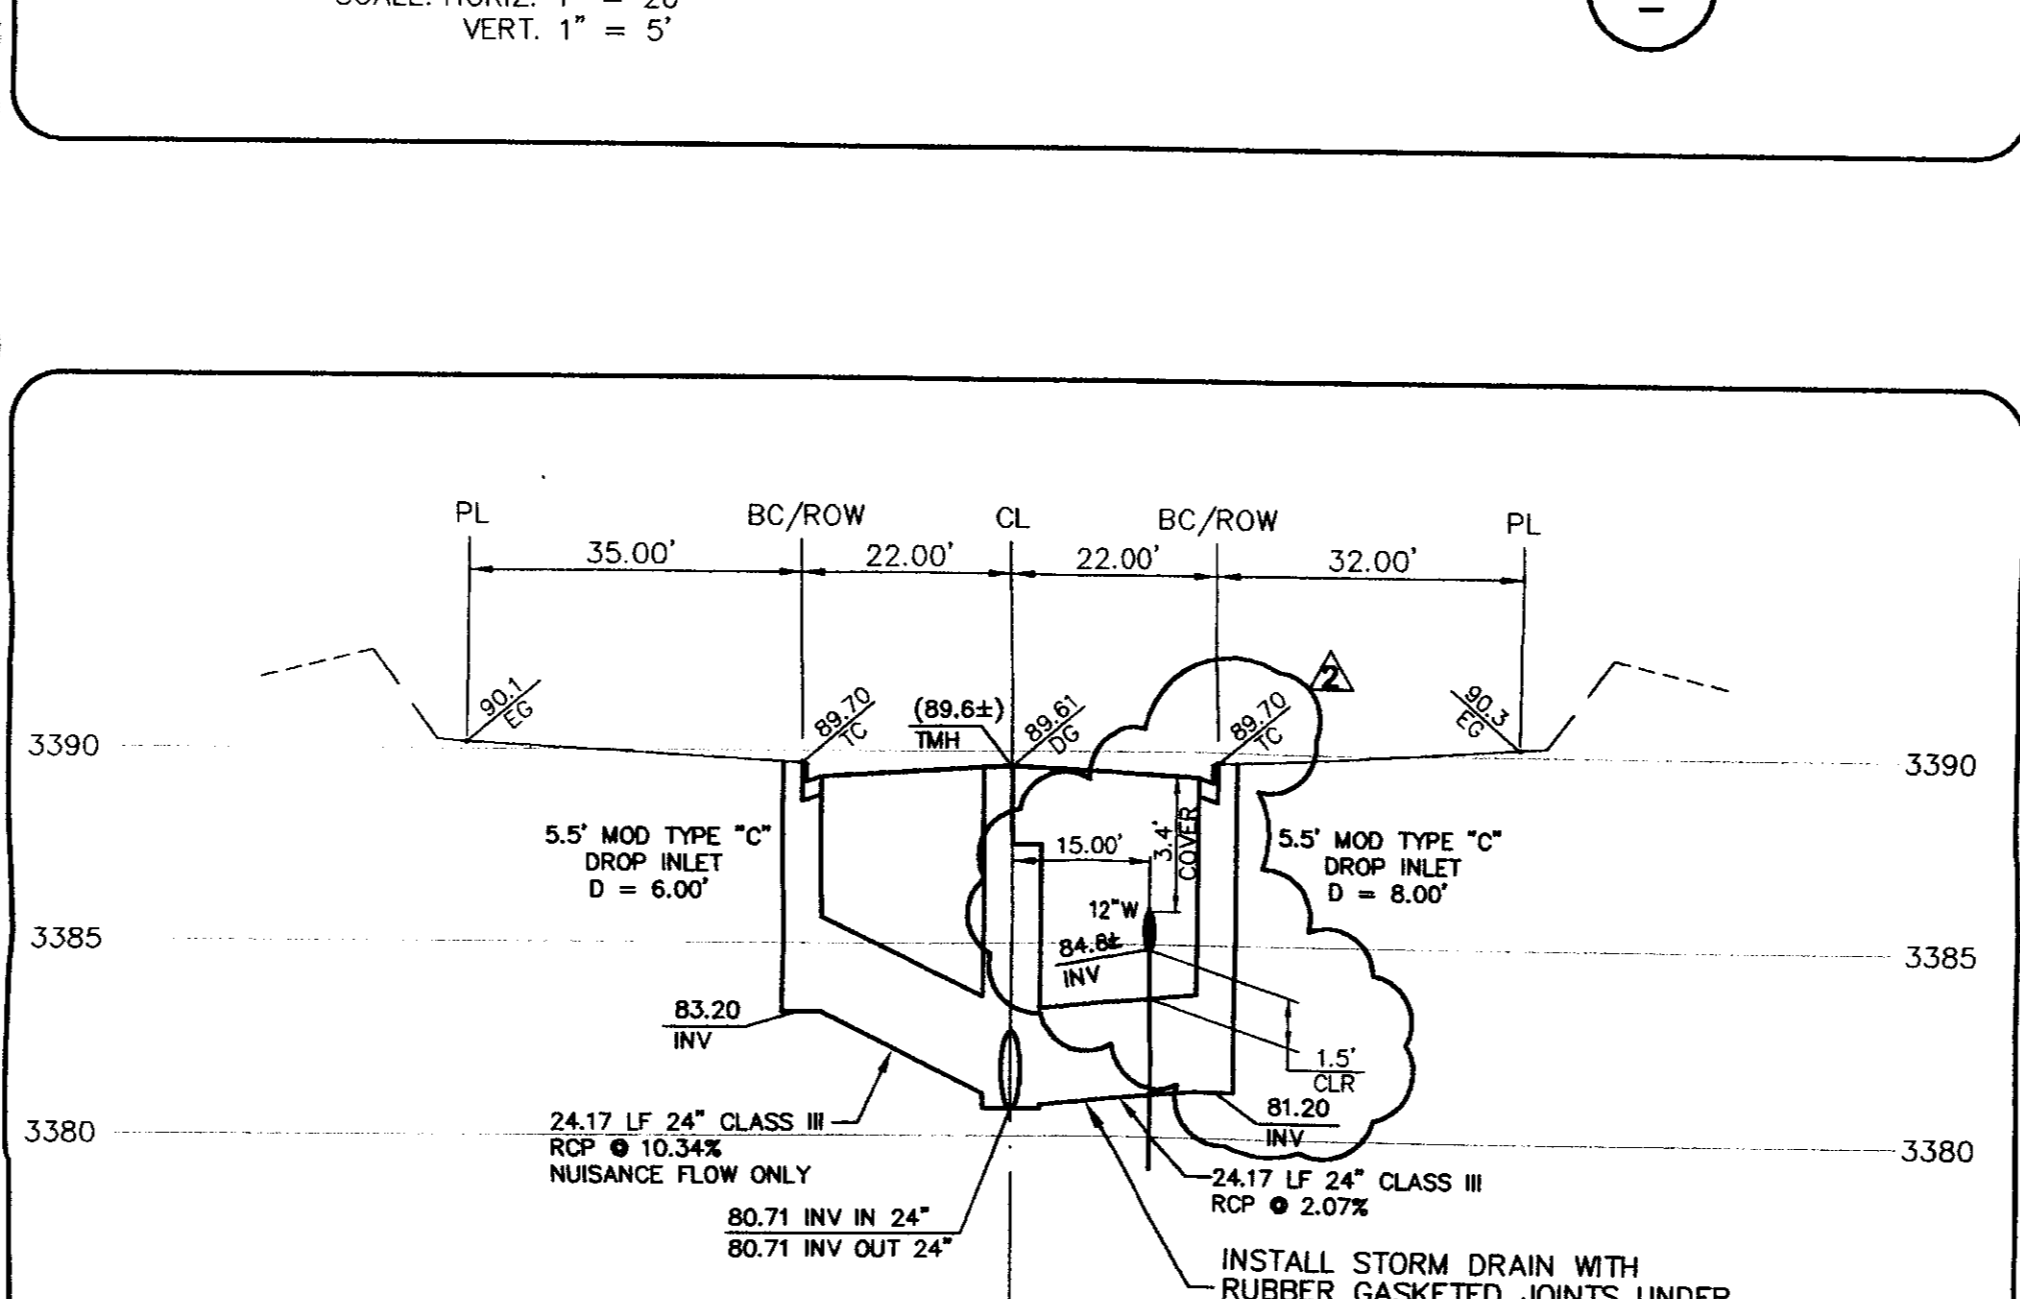 VERT. 1" = 5'
PL
BC/ROW
CL
BC/ROW
PL
35.00'
22.00'
22.00'
32.00'
2
90.1
EG
89.70
TC
(89.6±)
TMH
89.61
DG
89.70
TC
90.3
EG
3390
3390
5.5' MOD TYPE "C"
DROP INLET
D = 6.00'
15.00'
3.4'
COVER
5.5' MOD TYPE "C"
DROP INLET
D = 8.00'
12"W
84.8±
INV
3385
3385
83.20
INV
1.5'
CLR
81.20
INV
3380
3380
24.17 LF 24" CLASS III
RCP @ 10.34%
NUISANCE FLOW ONLY
24.17 LF 24" CLASS III
RCP @ 2.07%
80.71 INV IN 24"
80.71 INV OUT 24"
INSTALL STORM DRAIN WITH
RUBBER GASKETED JOINTS UNDER